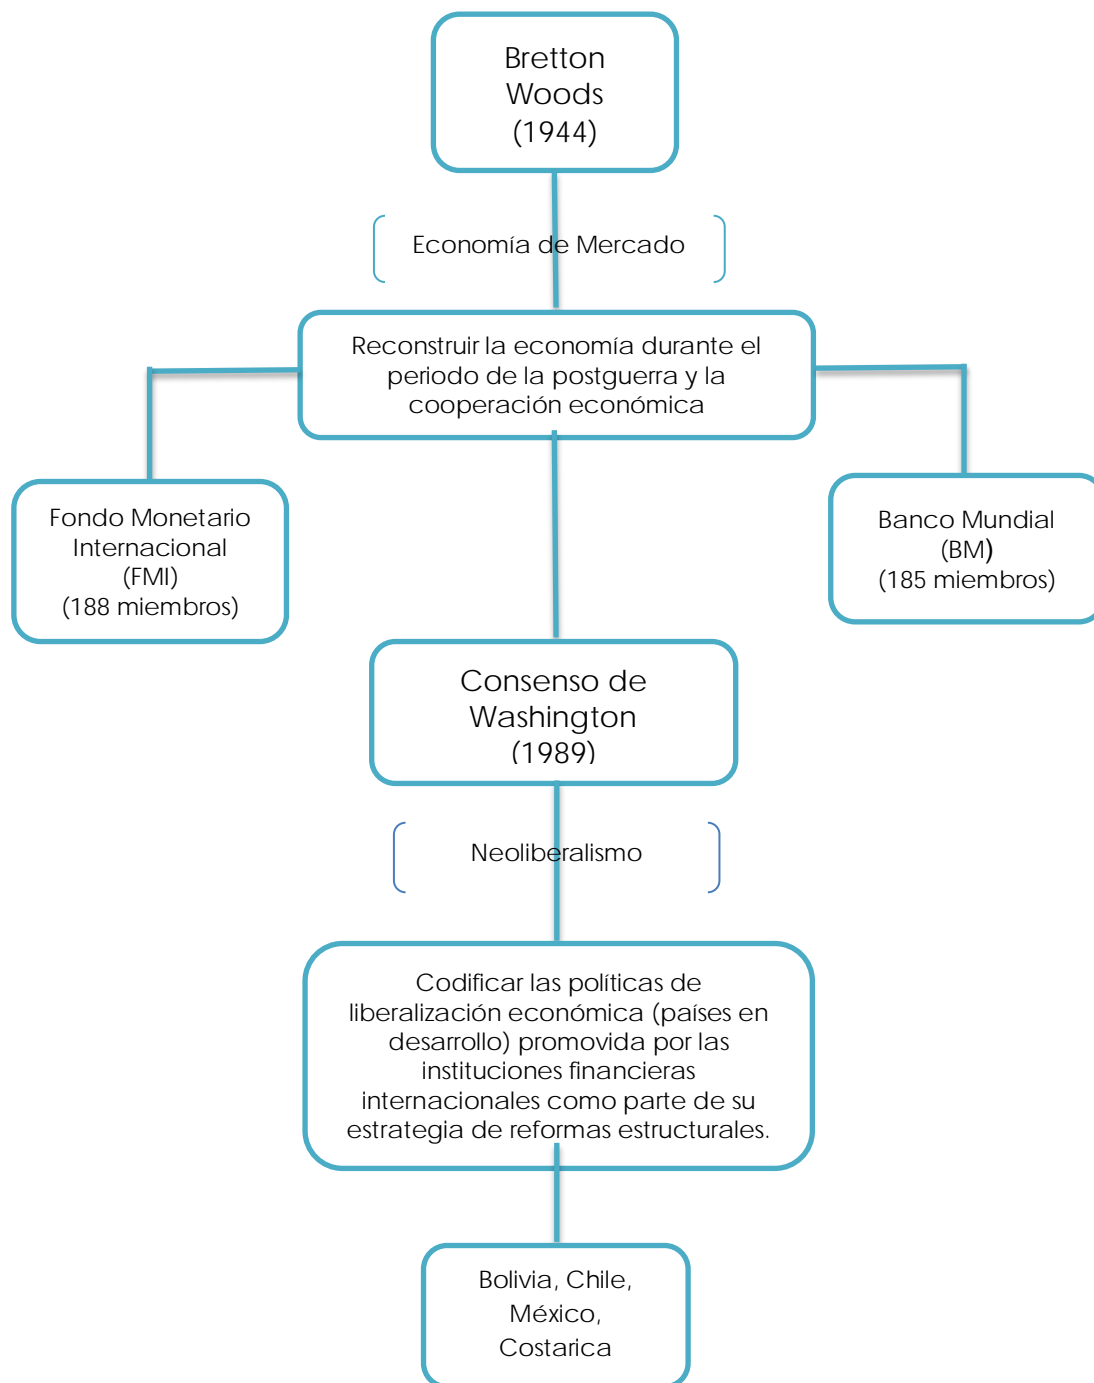 Bretton
Woods
(1944)
Economía de Mercado
Reconstruir la economía durante el
periodo de la postguerra y la
cooperación económica
Fondo Monetario
Internacional
(FMI)
(188 miembros)
Banco Mundial
(BM)
(185 miembros)
Consenso de
Washington
(1989)
Neoliberalismo
Codificar las políticas de
liberalización económica (países en
desarrollo) promovida por las
instituciones financieras
internacionales como parte de su
estrategia de reformas estructurales.
Bolivia, Chile,
México,
Costarica